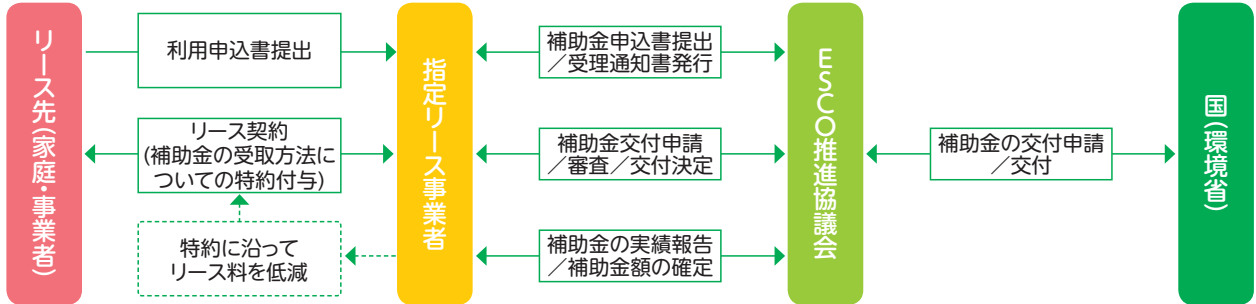 リース先(家庭・事業者)
利用申込書提出
リース契約
(補助金の受取方法に
ついての特約付与)
特約に沿って
リース料を低減
指定リース事業者
補助金申込書提出
／受理通知書発行
補助金交付申請
／審査／交付決定
補助金の実績報告
／補助金額の確定
ESCO推進協議会
補助金の交付申請
／交付
国(環境省)